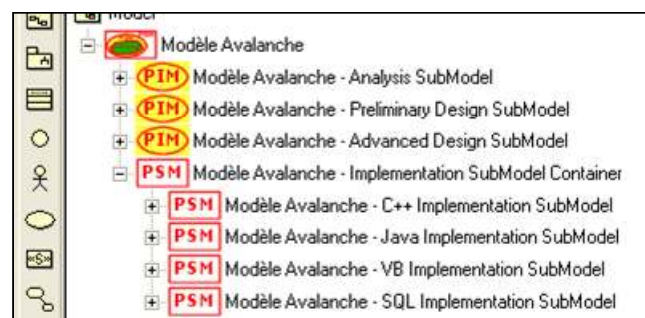 Model
Modèle Avalanche
PIM Modèle Avalanche - Analysis SubModel
PIM Modèle Avalanche - Preliminary Design SubModel
PIM Modèle Avalanche - Advanced Design SubModel
PSM Modèle Avalanche - Implementation SubModel Container
PSM Modèle Avalanche - C++ Implementation SubModel
PSM Modèle Avalanche - Java Implementation SubModel
PSM Modèle Avalanche - VB Implementation SubModel
«S» PSM Modèle Avalanche - SQL Implementation SubModel